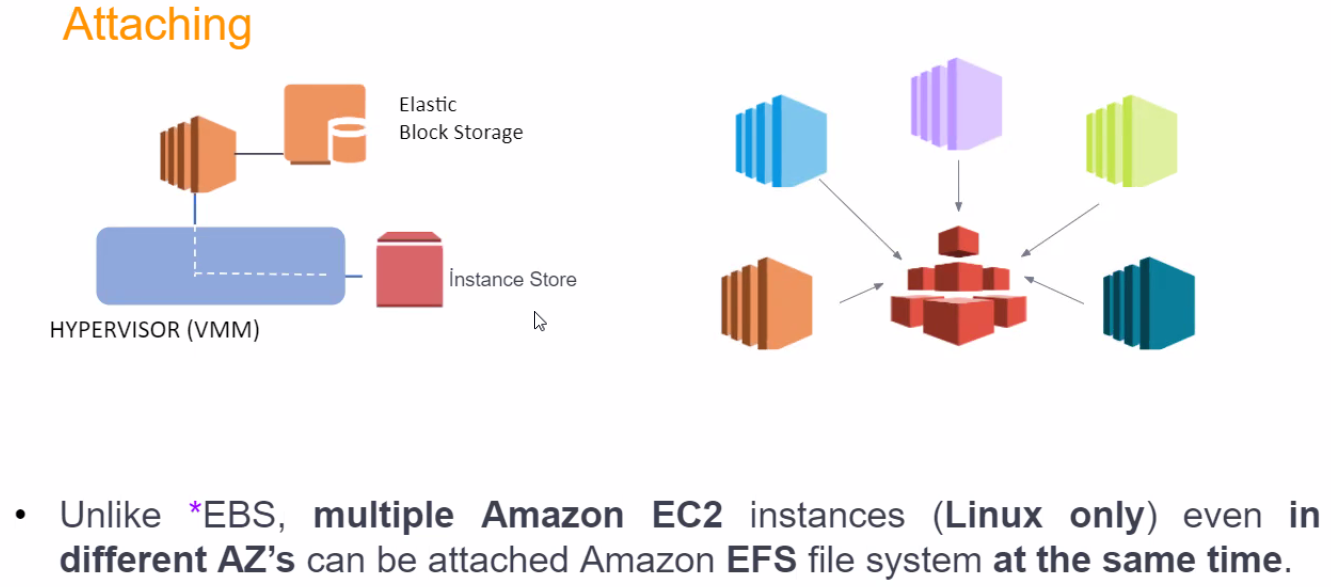 Attaching
Elastic
Block Storage
İnstance Store
HYPERVISOR (VMM)
• Unlike *EBS, multiple Amazon EC2 instances (Linux only) even in
different AZ’s can be attached Amazon EFS file system at the same time.